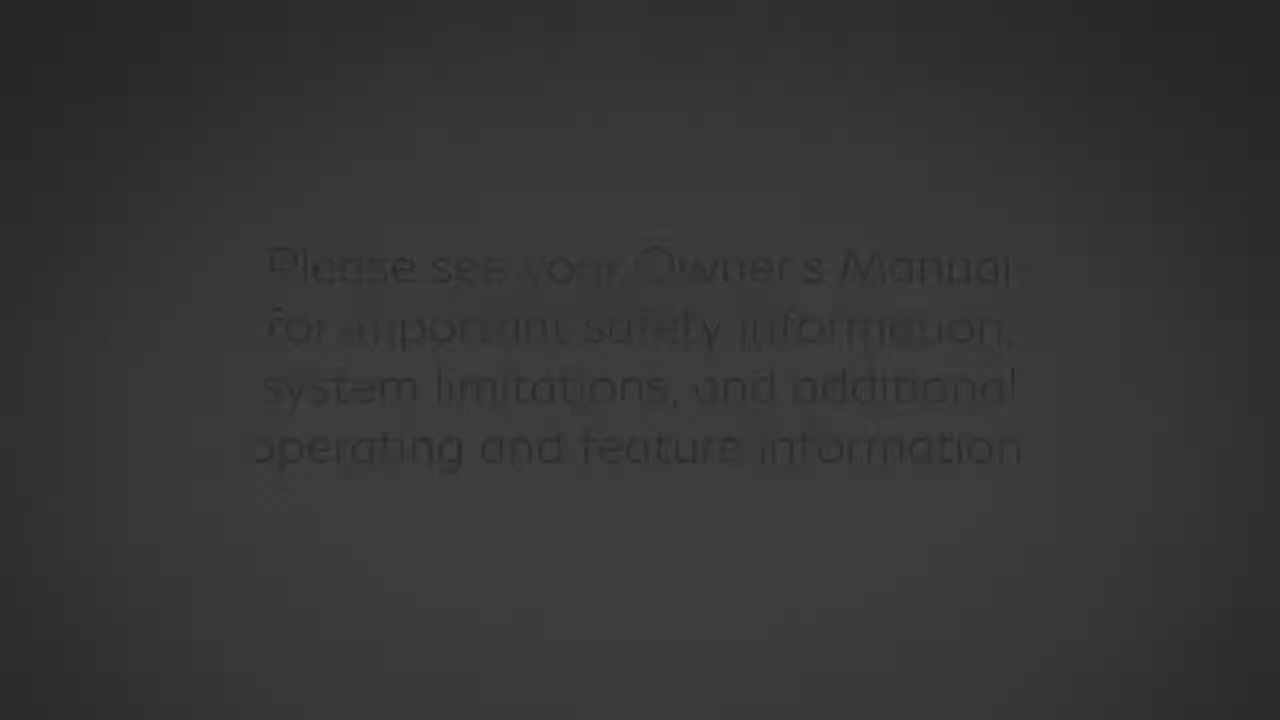 Please see your Owner's Manual
for important safety information,
system limitations, and additional
operating and feature information